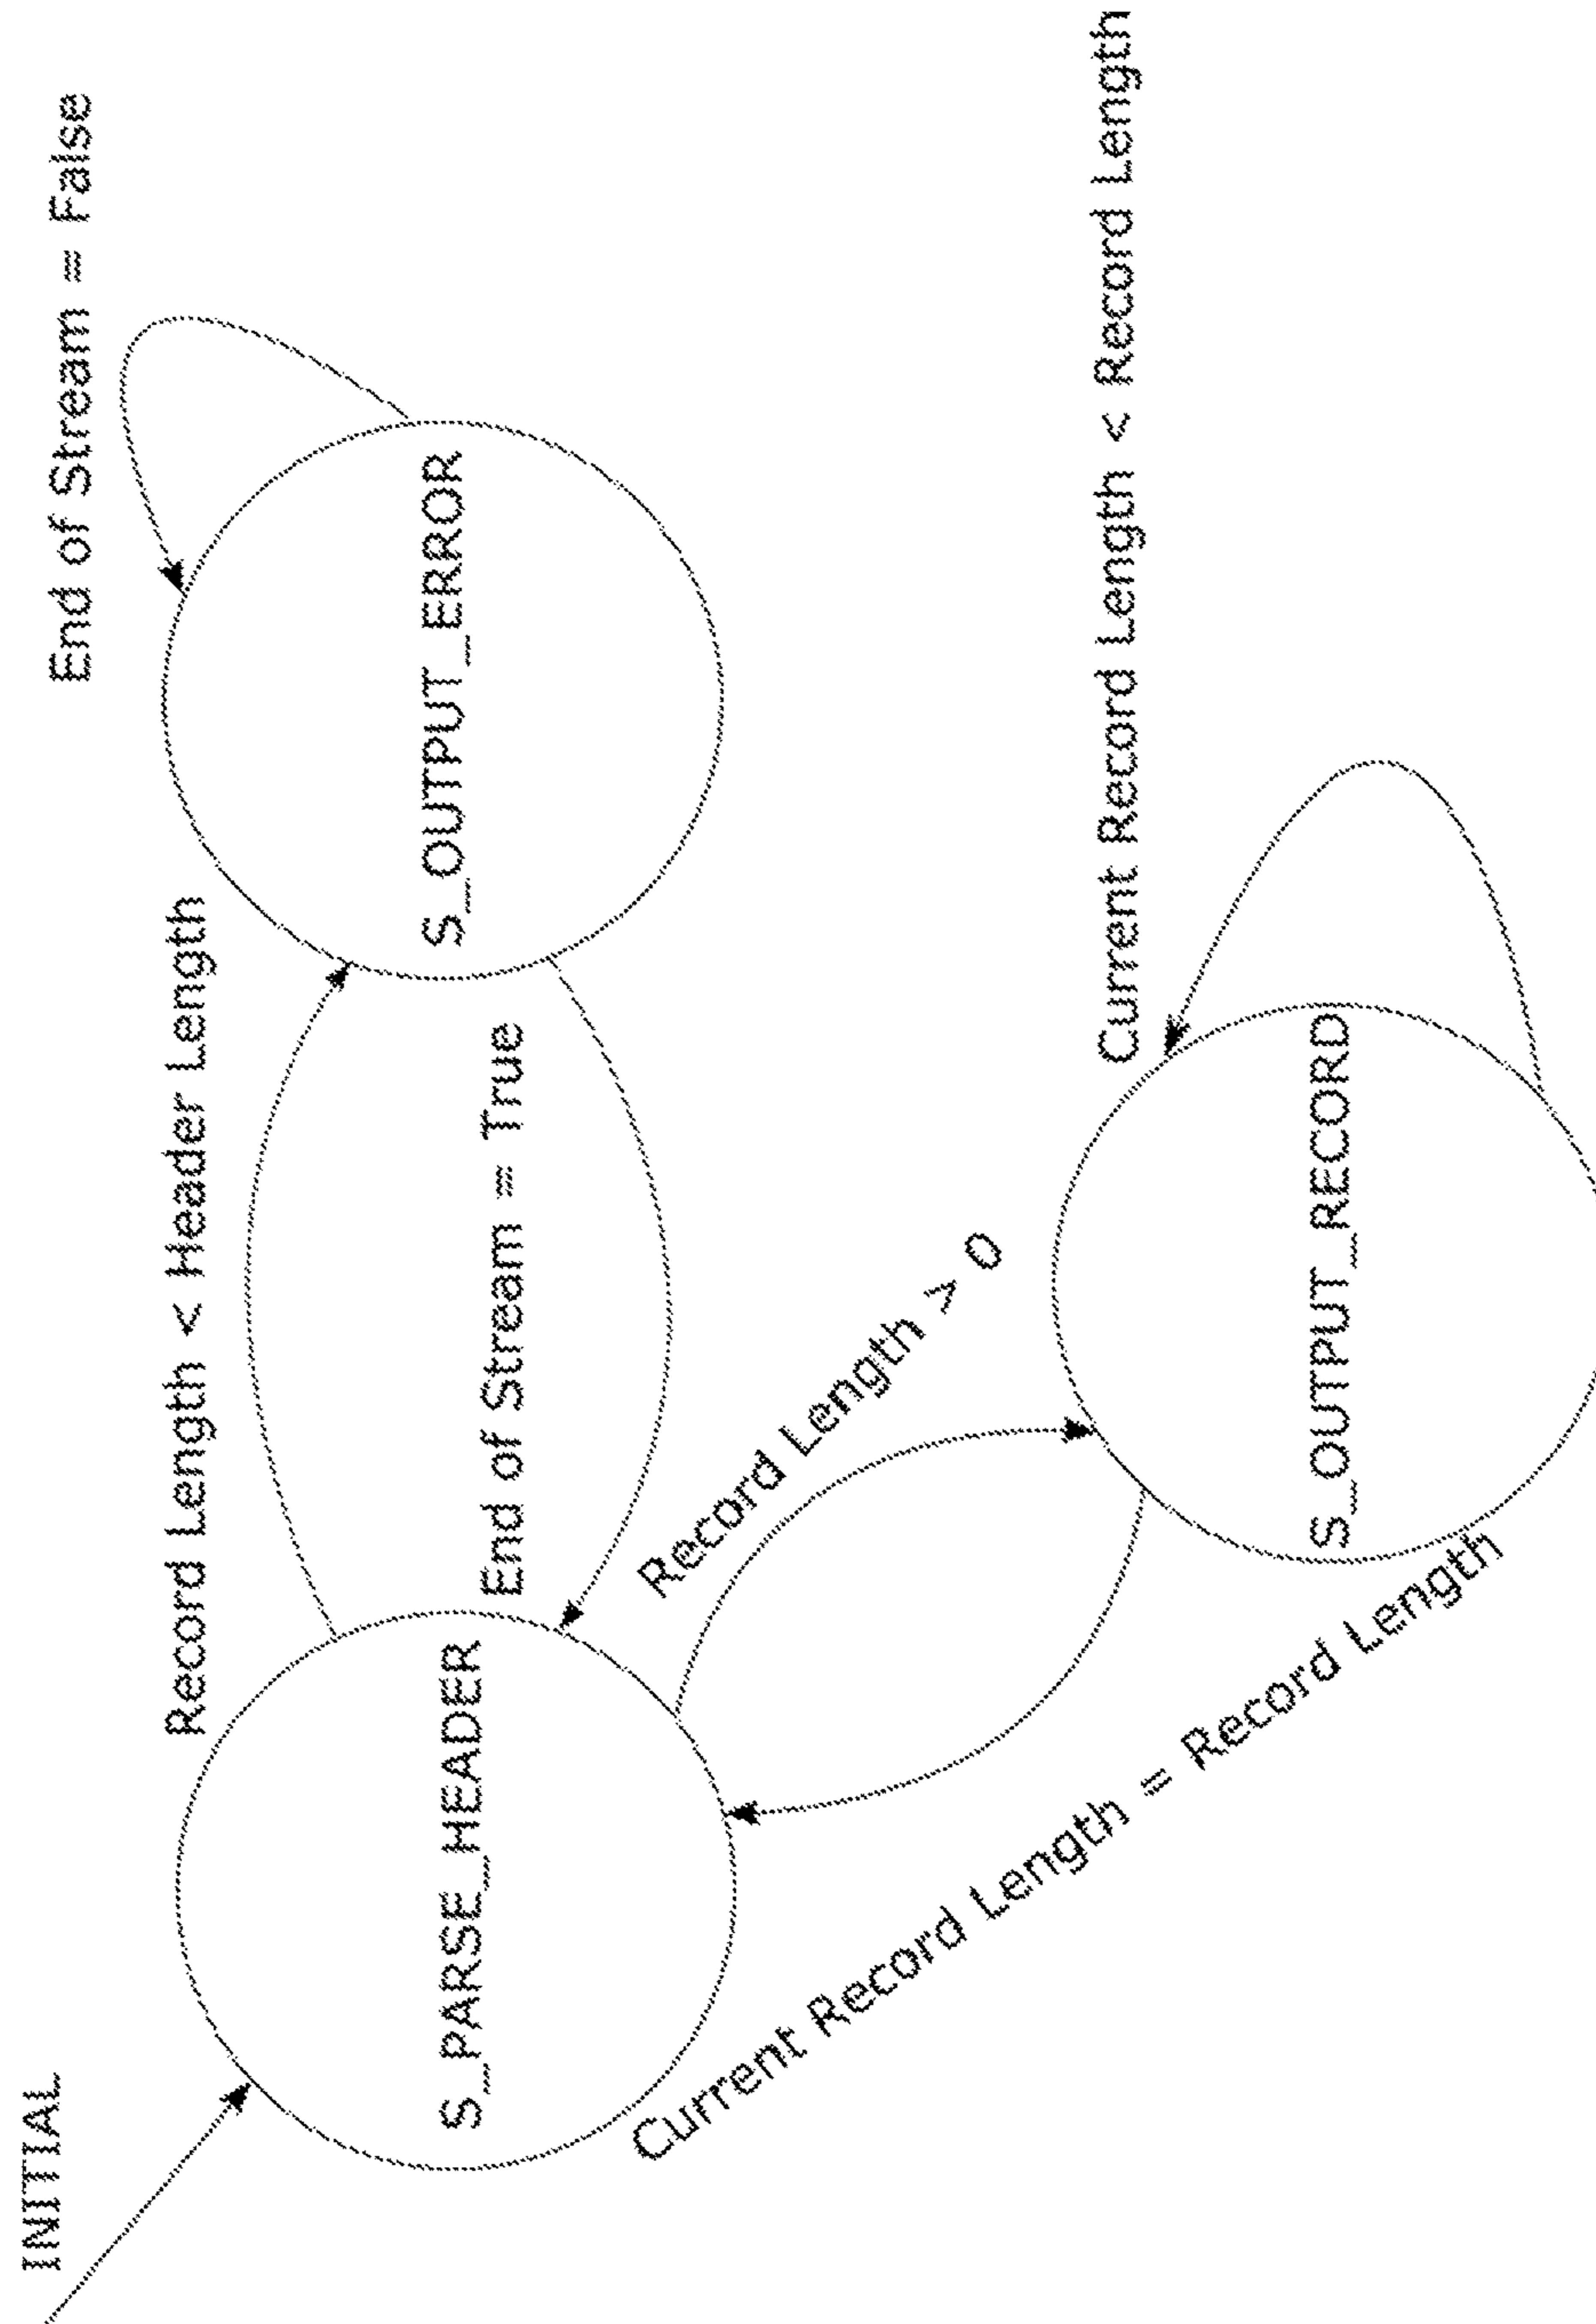 INITIAL
Record Length < Header Length
End of Stream = False
S_PARSE_HEADER
S_OUTPUT_ERROR
End of Stream = True
Record Length > 0
Current Record Length = Record Length
Current Record Length < Record Length
S_OUTPUT_RECORD